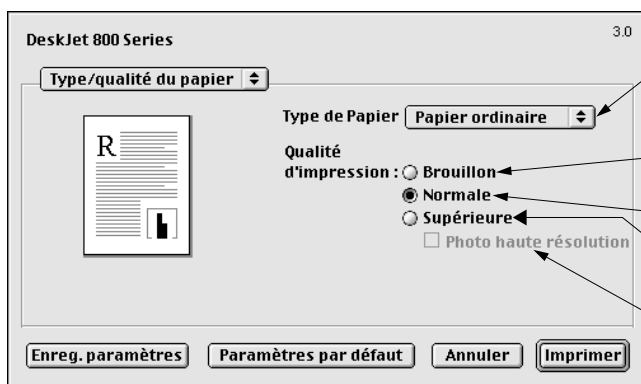 DeskJet 800 Series
3.0
Type/qualité du papier
Type de Papier Papier ordinaire
R
Qualité
d'impression : Brouillon
Normale
Supérieure
Photo haute résolution
Enreg. paramètres Paramètres par défaut Annuler Imprimer